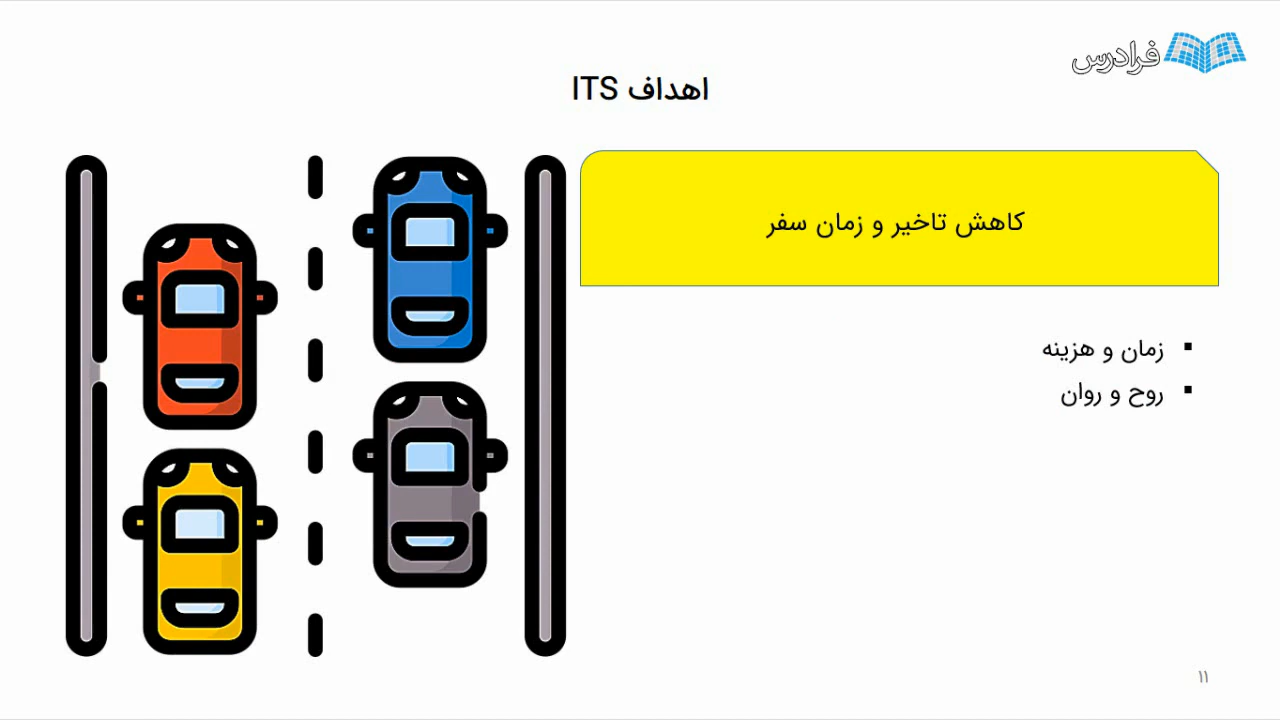 فرادرس
اهداف ITS
کاهش تاخیر و زمان سفر
▪ زمان و هزینه
▪ روح و روان
۱۱